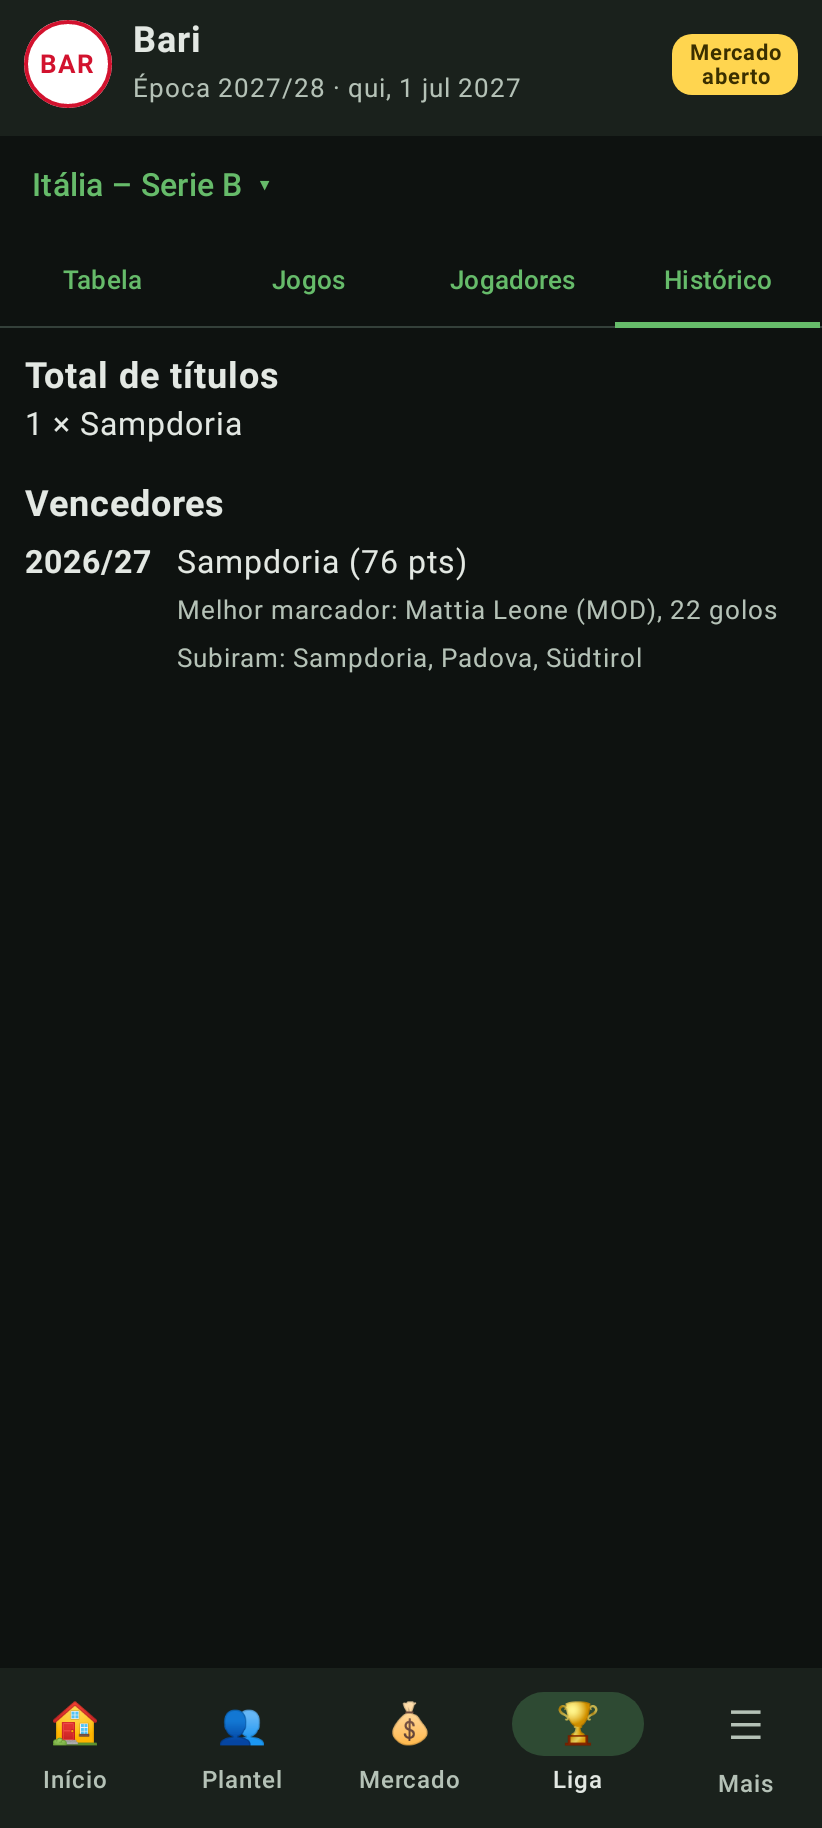 BAR
Bari
Época 2027/28 · qui, 1 jul 2027
Mercado
aberto
Itália – Serie B ▼
Tabela
Jogos
Jogadores
Histórico
Total de títulos
1 × Sampdoria
Vencedores
2026/27 Sampdoria (76 pts)
Melhor marcador: Mattia Leone (MOD), 22 golos
Subiram: Sampdoria, Padova, Südtirol
Início
Plantel
Mercado
Liga
Mais